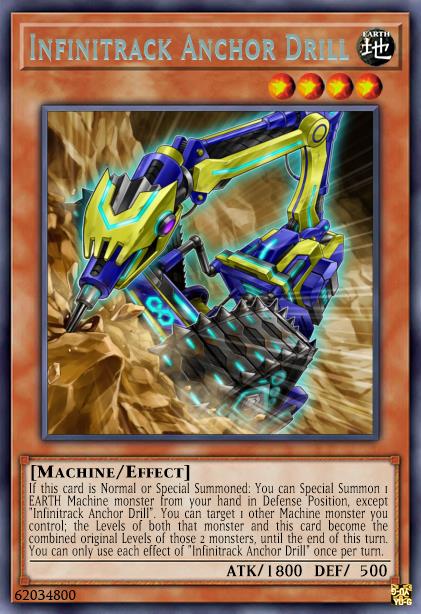 INFINITRACK ANCHOR DRILL
EARTH
地
[MACHINE/EFFECT]
If this card is Normal or Special Summoned: You can Special Summon 1
EARTH Machine monster from your hand in Defense Position, except
"Infinitrack Anchor Drill". You can target 1 other Machine monster you
control; the Levels of both that monster and this card become the
combined original Levels of those 2 monsters, until the end of this turn.
You can only use each effect of "Infinitrack Anchor Drill" once per turn.
ATK/1800 DEF/ 500
62034800